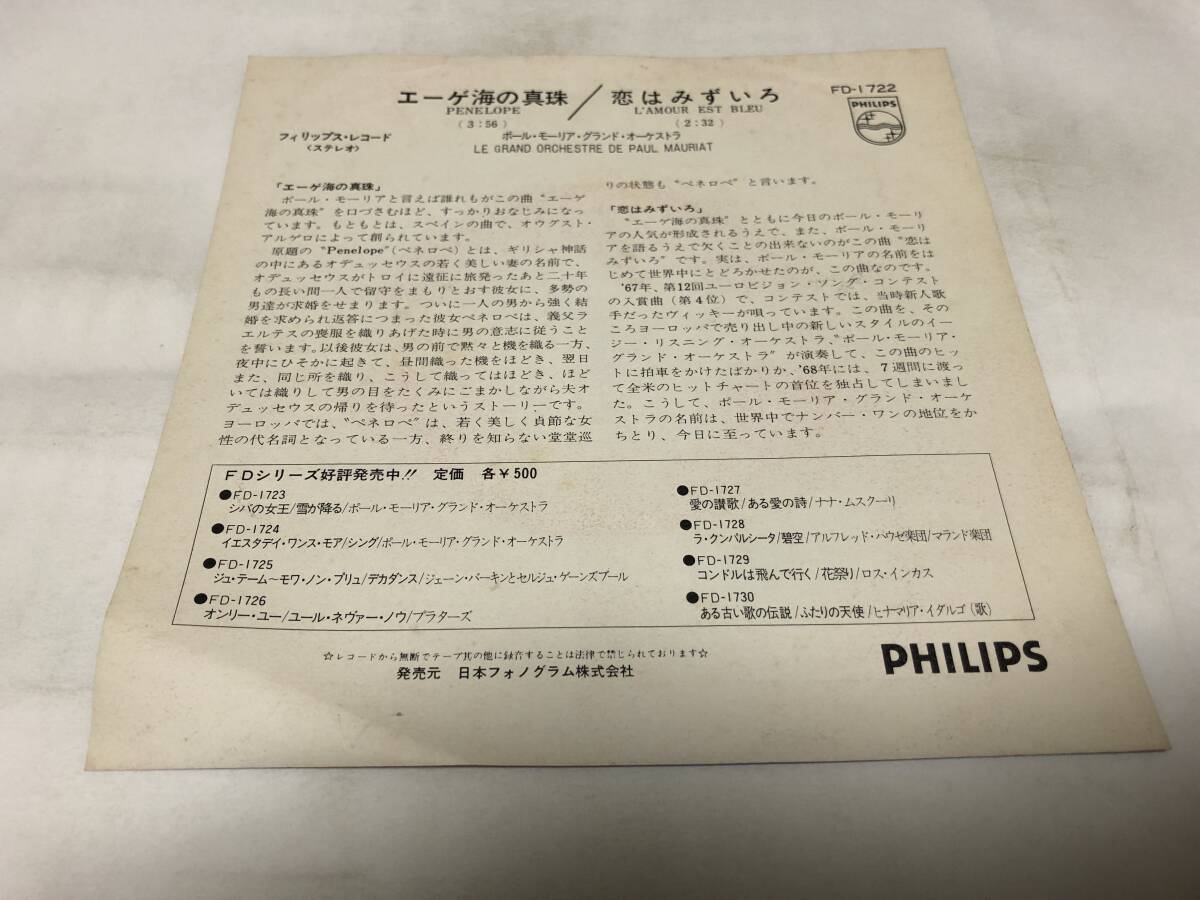 エーゲ海の真珠／恋はみずいろ
PENELOPE L'AMOUR EST BLEU
(3:56) (2:32)
FD-1722
PHILIPS
フィリップス・レコード
〈ステレオ〉
ポール・モーリア・グランド・オーケストラ
LE GRAND ORCHESTRE DE PAUL MAURIAT
「エーゲ海の真珠」
ポール・モーリアと言えば誰れもがこの曲“エーゲ
海の真珠”を口づさむほど、すっかりおなじみになっ
ています。もともとは、スペインの曲で、オウグスト・
アルゲロによって創られています。
原題の“Penelope”(ペネロペ)とは、ギリシャ神話
の中にあるオデュッセウスの若く美しい妻の名前で、
オデュッセウスがトロイに遠征に旅発ったあと二十年
もの長い間一人で留守をまもりとおす彼女に、多勢の
男達が求婚をせまります。ついに一人の男から強く結
婚を求められ返答につまった彼女ペネロペは、義父ラ
エルテスの喪服を織りあげた時に男の意志に従うこと
を誓います。以後彼女は、男の前で黙々と機を織る一方、
夜中にひそかに起きて、昼間織った機をほどき、翌日
また、同じ所を織り、こうして織ってはほどき、ほど
いては織りして男の目をたくみにごまかしながら夫オ
デュッセウスの帰りを待ったというストーリーです。
ヨーロッパでは、“ペネロペ”は、若く美しく貞節な女
性の代名詞となっている一方、終りを知らない堂堂巡
りの状態も“ペネロペ”と言います。
「恋はみずいろ」
“エーゲ海の真珠”とともに今日のポール・モーリ
アの人気が形成されるうえで、また、ポール・モーリ
アを語るうえで欠くことの出来ないのがこの曲“恋は
みずいろ”です。実は、ポール・モーリアの名前をは
じめて世界中にとどろかせたのが、この曲なのです。
'67年、第12回ユーロビジョン・ソング・コンテスト
の入賞曲(第4位)で、コンテストでは、当時新人歌
手だったヴィッキーが唄っています。この曲を、その
ころヨーロッパで売り出し中の新しいスタイルのイー
ジー・リスニング・オーケストラ、“ポール・モーリア・
グランド・オーケストラ”が演奏して、この曲のヒッ
トに拍車をかけたばかりか、'68年には、7週間に渡っ
て全米のヒットチャートの首位を独占してしまいまし
た。こうして、ポール・モーリア・グランド・オーケ
ストラの名前は、世界中でナンバー・ワンの地位をか
ちとり、今日に至っています。
FDシリーズ好評発売中!! 定価 各￥500
●FD-1723
シバの女王/雪が降る/ポール・モーリア・グランド・オーケストラ
●FD-1724
イエスタデイ・ワンス・モア/シング/ポール・モーリア・グランド・オーケストラ
●FD-1725
ジュ・テーム～モワ・ノン・プリュ/デカダンス/ジェーン・バーキンとセルジュ・ゲーンズブール
●FD-1726
オンリー・ユー/ユール・ネヴァー・ノウ/プラターズ
●FD-1727
愛の讃歌/ある愛の詩/ナナ・ムスクーリ
●FD-1728
ラ・クンパルシータ/碧空/アルフレッド・ハウゼ楽団/マランド楽団
●FD-1729
コンドルは飛んで行く/花祭り/ロス・インカス
●FD-1730
ある古い歌の伝説/ふたりの天使/ヒナマリア・イダルゴ(歌)
☆レコードから無断でテープ其の他に録音することは法律で禁じられております☆
発売元 日本フォノグラム株式会社
PHILIPS